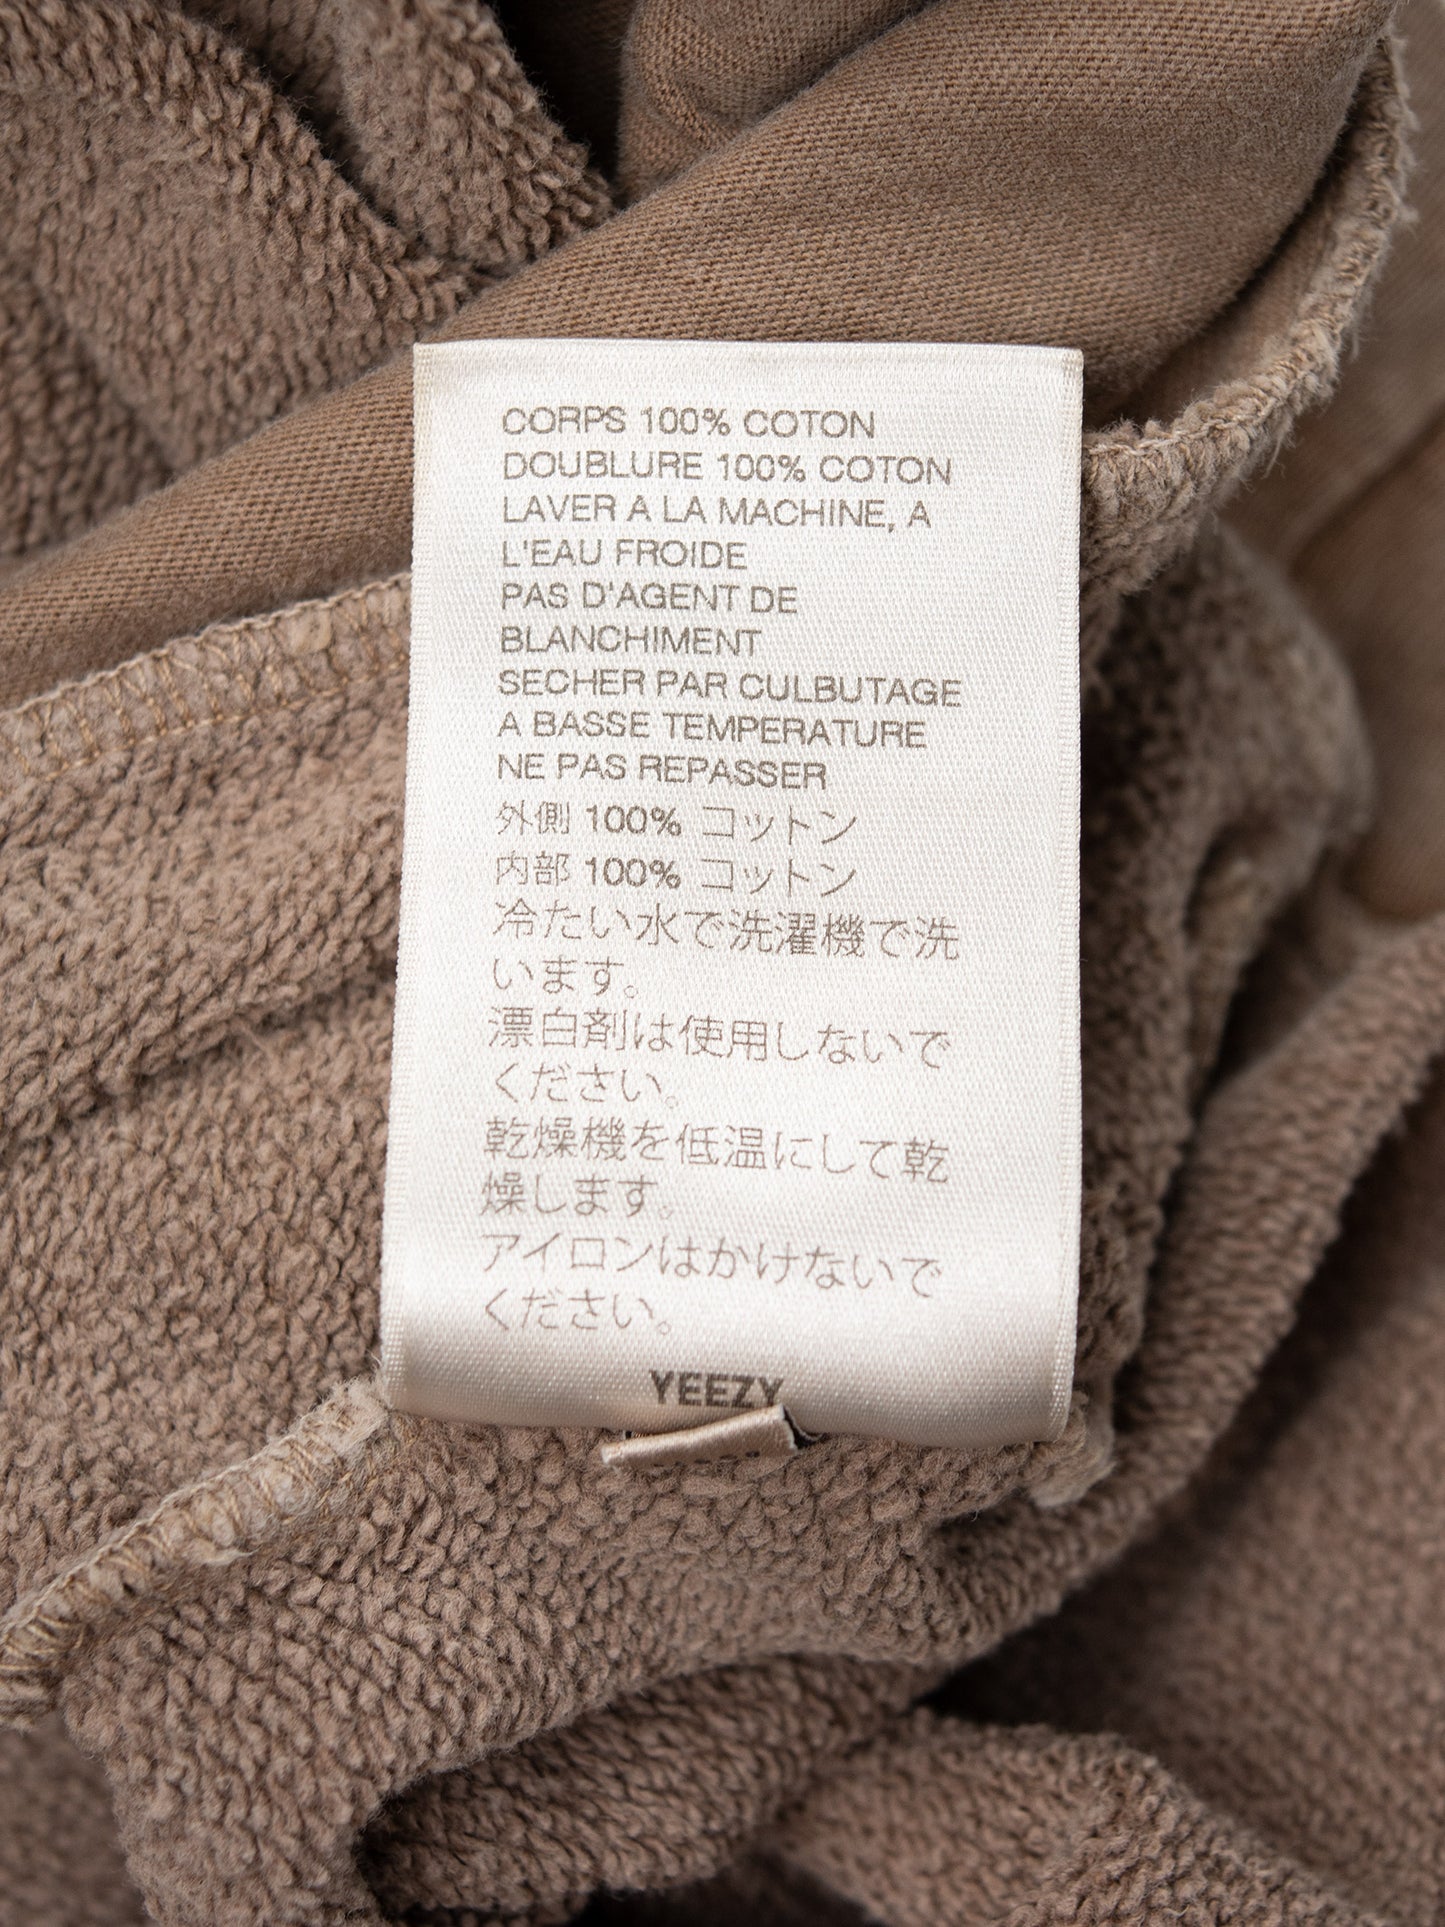 CORPS 100% COTON
DOUBLURE 100% COTON
LAVER A LA MACHINE, A
L'EAU FROIDE
PAS D'AGENT DE
BLANCHIMENT
SECHER PAR CULBUTAGE
A BASSE TEMPERATURE
NE PAS REPASSER
外側 100% コットン
内部 100% コットン
冷たい水で洗濯機で洗
います。
漂白剤は使用しないで
ください。
乾燥機を低温にして乾
燥します。
アイロンはかけないで
ください。
YEEZY